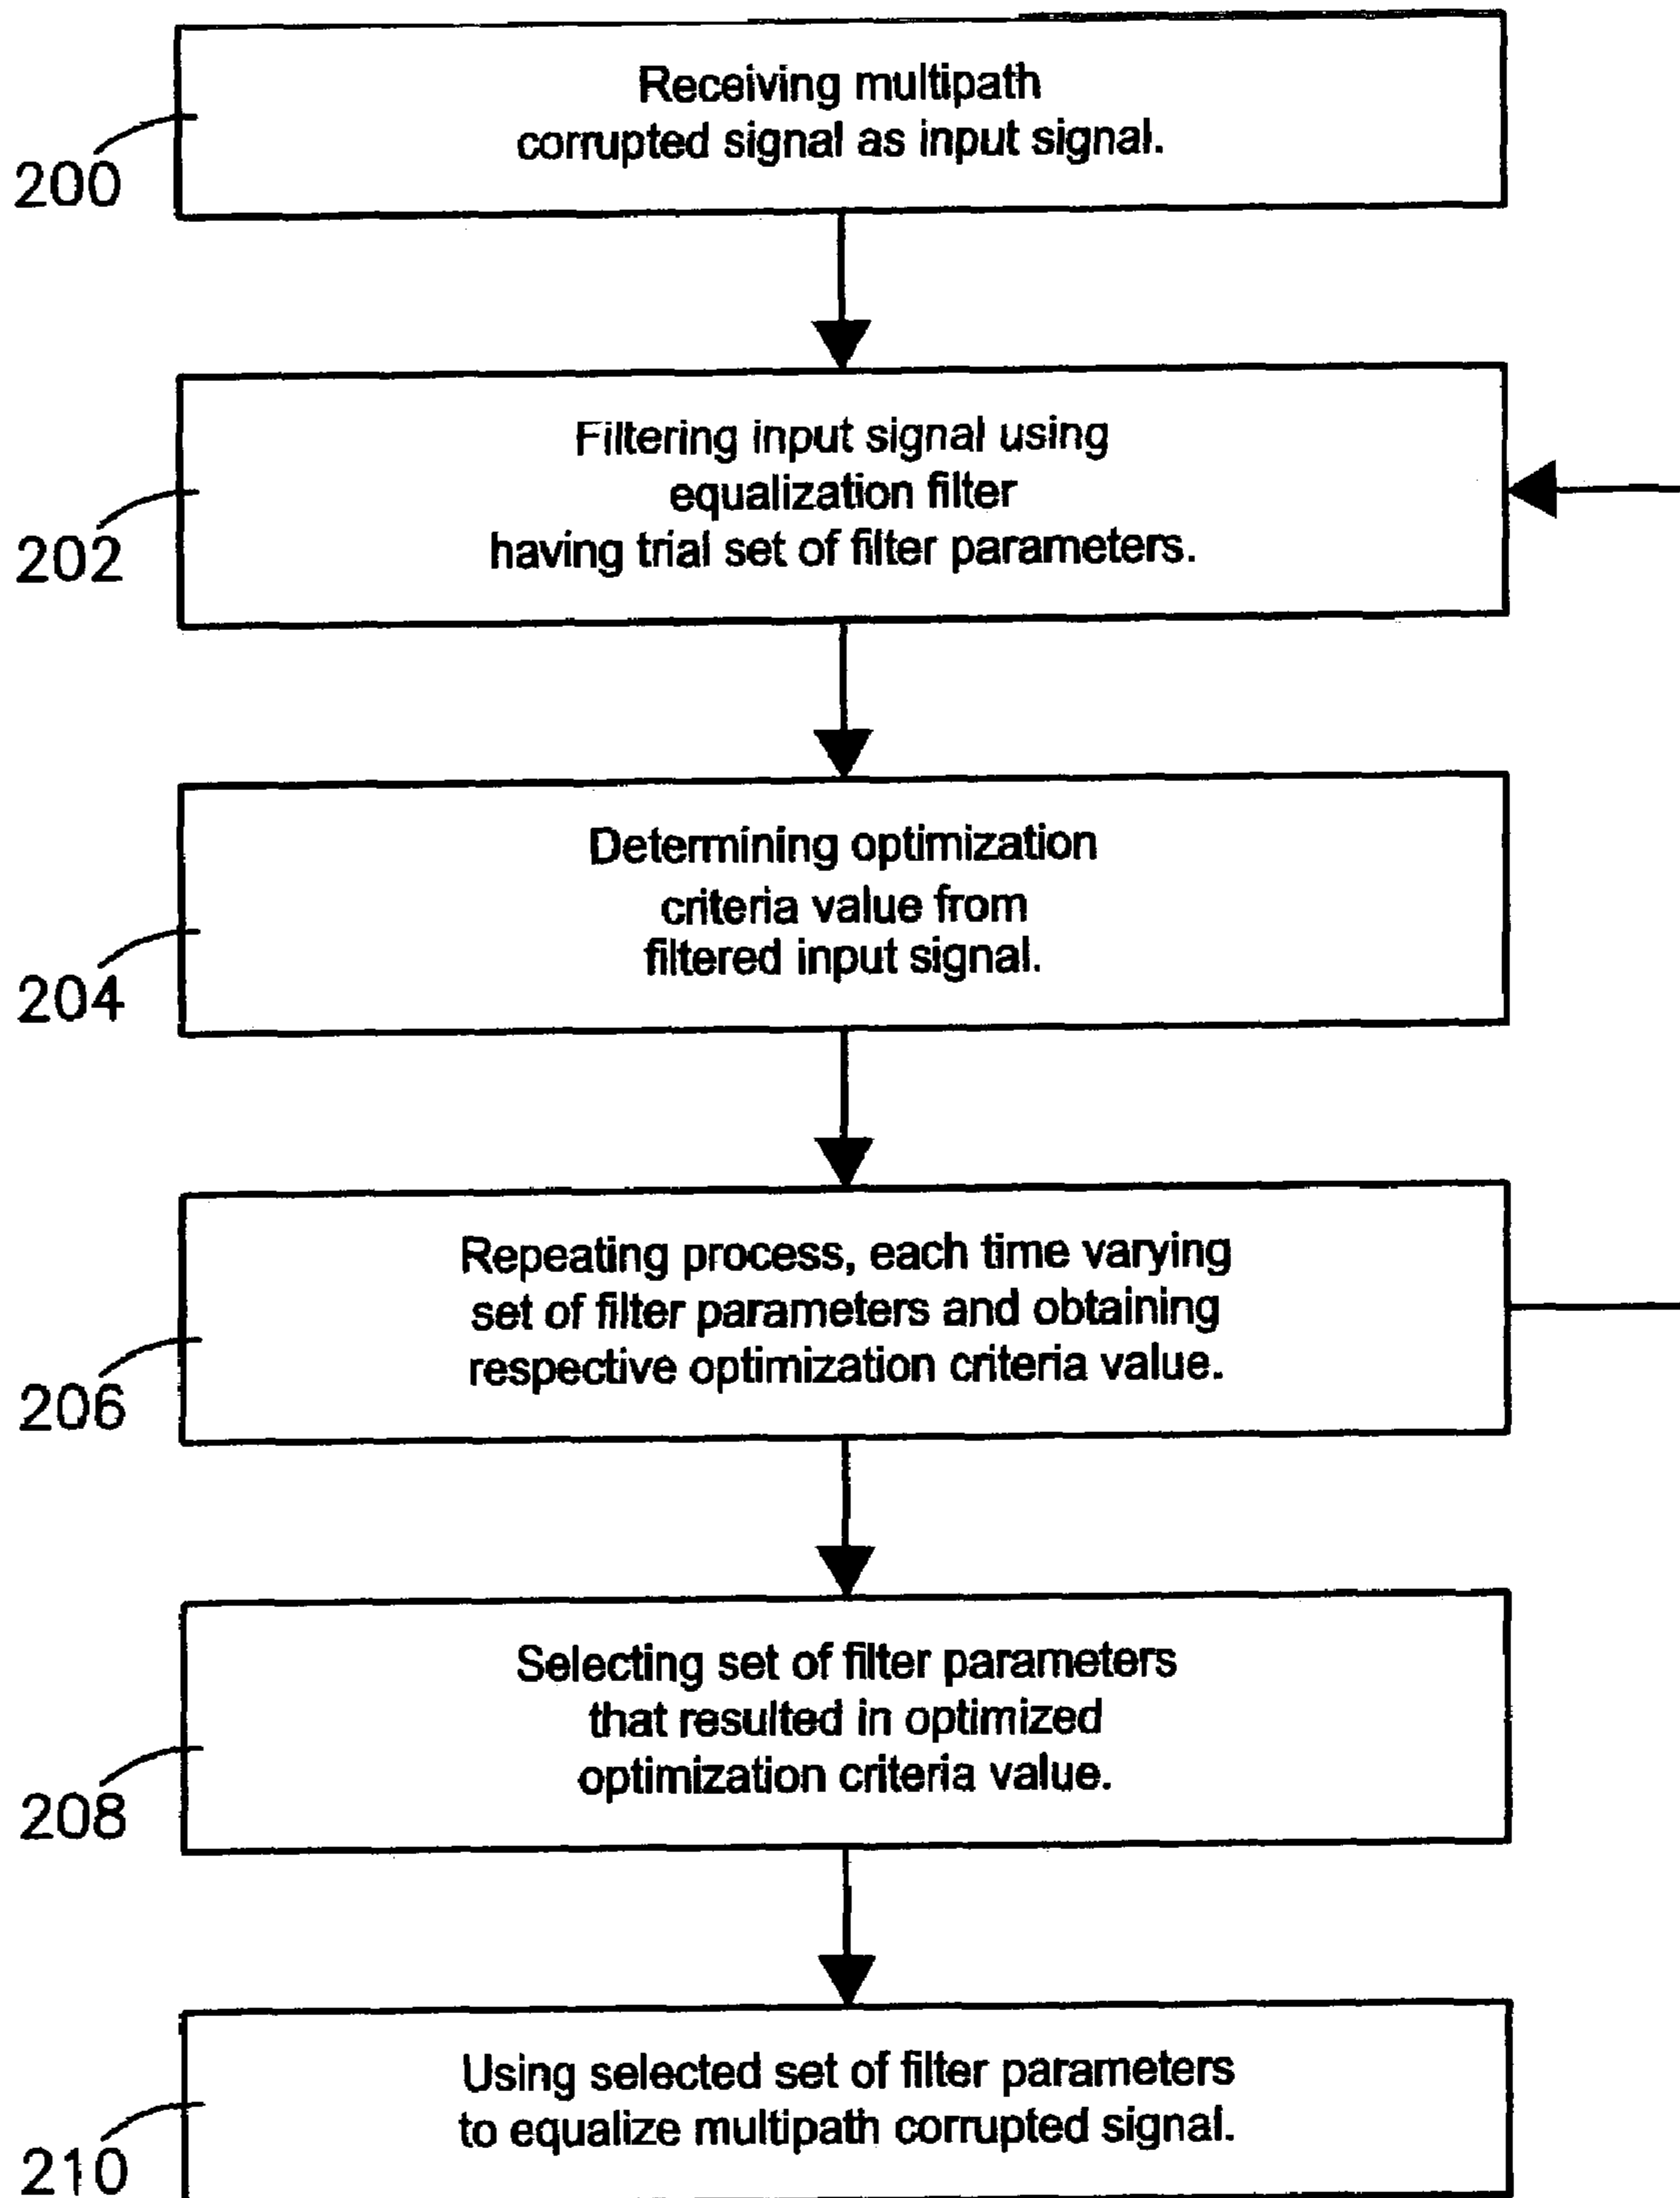 Receiving multipath
corrupted signal as input signal.
200
Filtering input signal using
equalization filter
having trial set of filter parameters.
202
Determining optimization
criteria value from
filtered input signal.
204
Repeating process, each time varying
set of filter parameters and obtaining
respective optimization criteria value.
206
Selecting set of filter parameters
that resulted in optimized
optimization criteria value.
208
Using selected set of filter parameters
to equalize multipath corrupted signal.
210